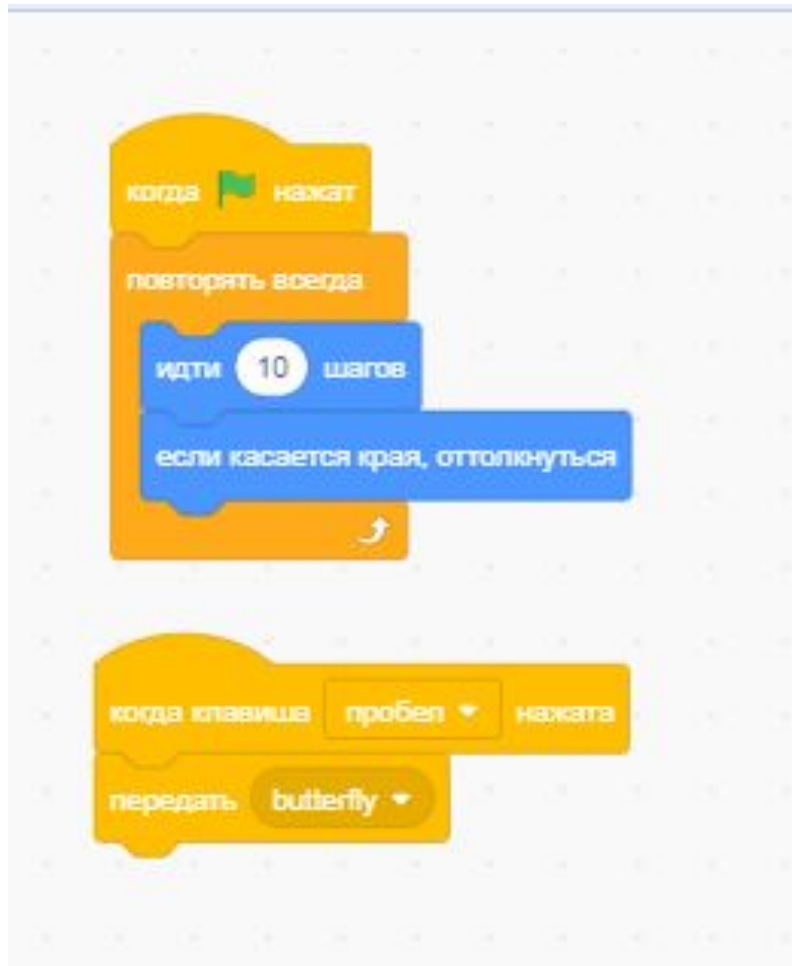 когда нажат
повторять всегда
идти 10 шагов
если касается края, оттолкнуться
когда клавиша пробел нажата
передать butterfly